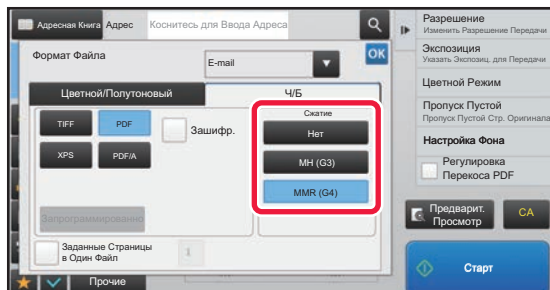 Адресная Книга
Адрес
Коснитесь для Ввода Адреса
Формат Файла
E-mail
OK
Цветной/Полутоновый
Ч/Б
TIFF
PDF
Зашифр.
XPS
PDF/A
Запрограммированно
Сжатие
Нет
MH (G3)
MMR (G4)
Заданные Страницы
в Один Файл
1
Прочие
Разрешение
Изменить Разрешение Передачи
Экспозиция
Указать Экспозиц. для Передачи
Цветной Режим
Пропуск Пустой
Пропуск Пустой Стр. Оригинала
Настройка Фона
Регулировка
Перекоса PDF
Предварит.
Просмотр
CA
Старт